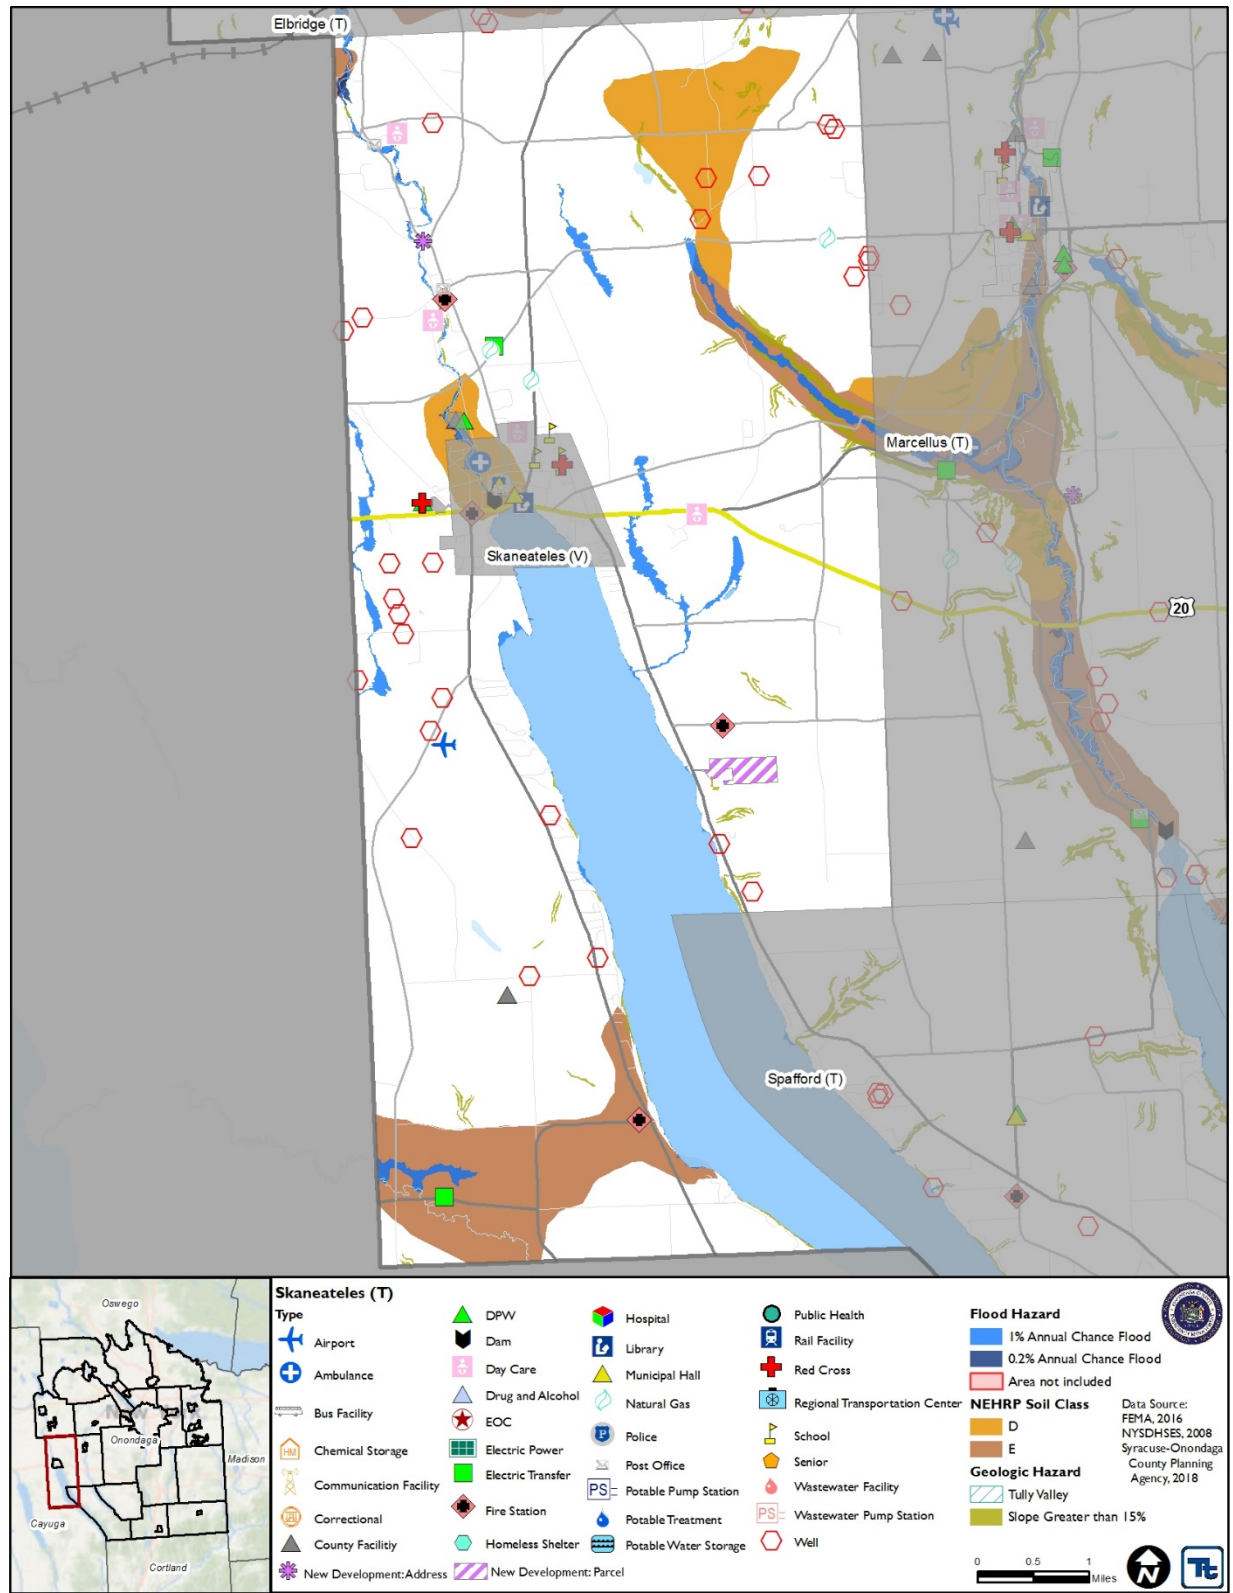 Elbridge (T)
Marcellus (T)
Skaneateles (V)
20
Spafford (T)
Oswego
Onondaga
Madison
Cayuga
Cortland
Skaneateles (T)
Type
Airport
Ambulance
Bus Facility
HM
Chemical Storage
Communication Facility
Correctional
County Facilitiy
New Development: Address
DPW
Dam
Day Care
Drug and Alcohol
EOC
Electric Power
Electric Transfer
Fire Station
Homeless Shelter
New Development: Parcel
Hospital
Library
Municipal Hall
Natural Gas
P
Police
Post Office
PS
Potable Pump Station
Potable Treatment
Potable Water Storage
Public Health
Rail Facility
Red Cross
Regional Transportation Center
School
Senior
Wastewater Facility
PS
Wastewater Pump Station
Well
Flood Hazard
1% Annual Chance Flood
0.2% Annual Chance Flood
Area not included
NEHRP Soil Class
D
E
Geologic Hazard
Tully Valley
Slope Greater than 15%
Data Source:
FEMA, 2016
NYSDHSES, 2008
Syracuse-Onondaga
County Planning
Agency, 2018
0 0.5 1
Miles
N
Tt